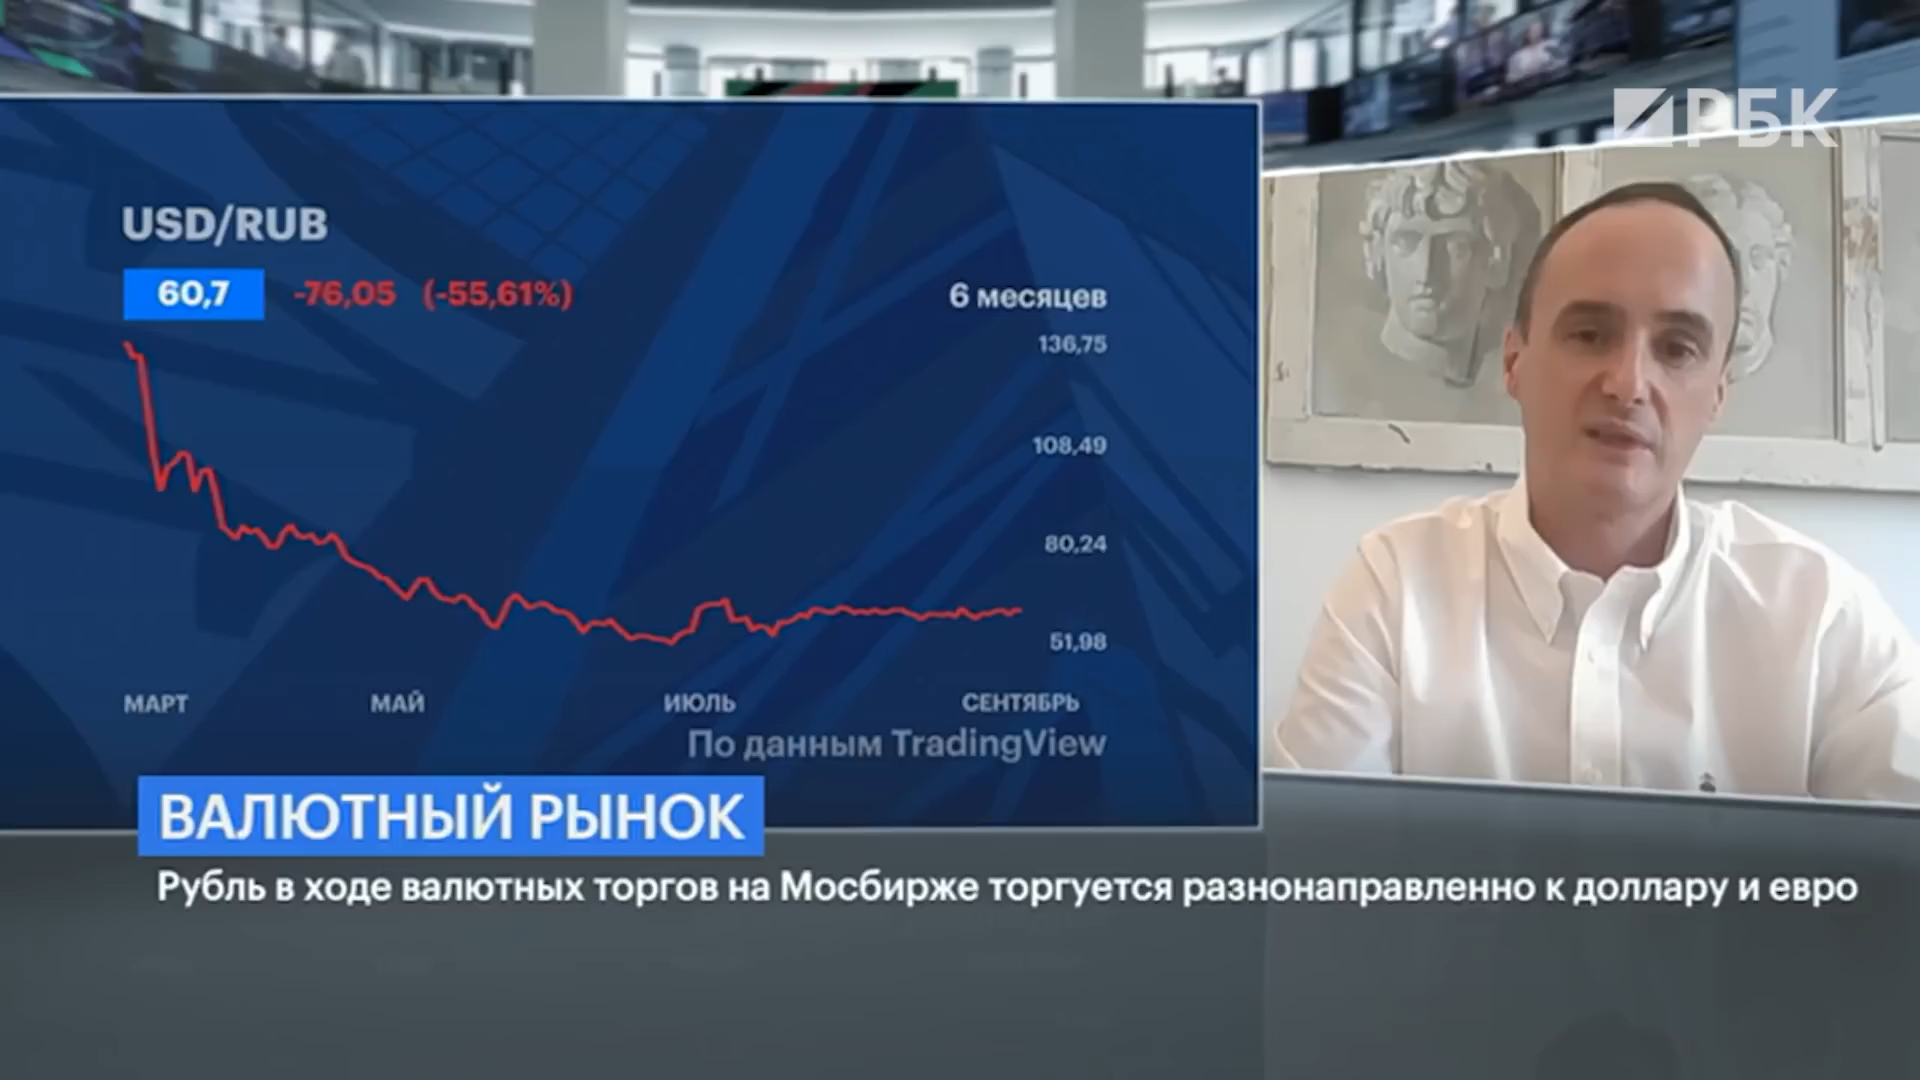 РБК
USD/RUB
60,7 -76,05 (-55,61%)
6 месяцев
136,75
108,49
80,24
51,98
МАРТ МАЙ ИЮЛЬ СЕНТЯБРЬ
По данным TradingView
ВАЛЮТНЫЙ РЫНОК
Рубль в ходе валютных торгов на Мосбирже торгуется разнонаправленно к доллару и евро